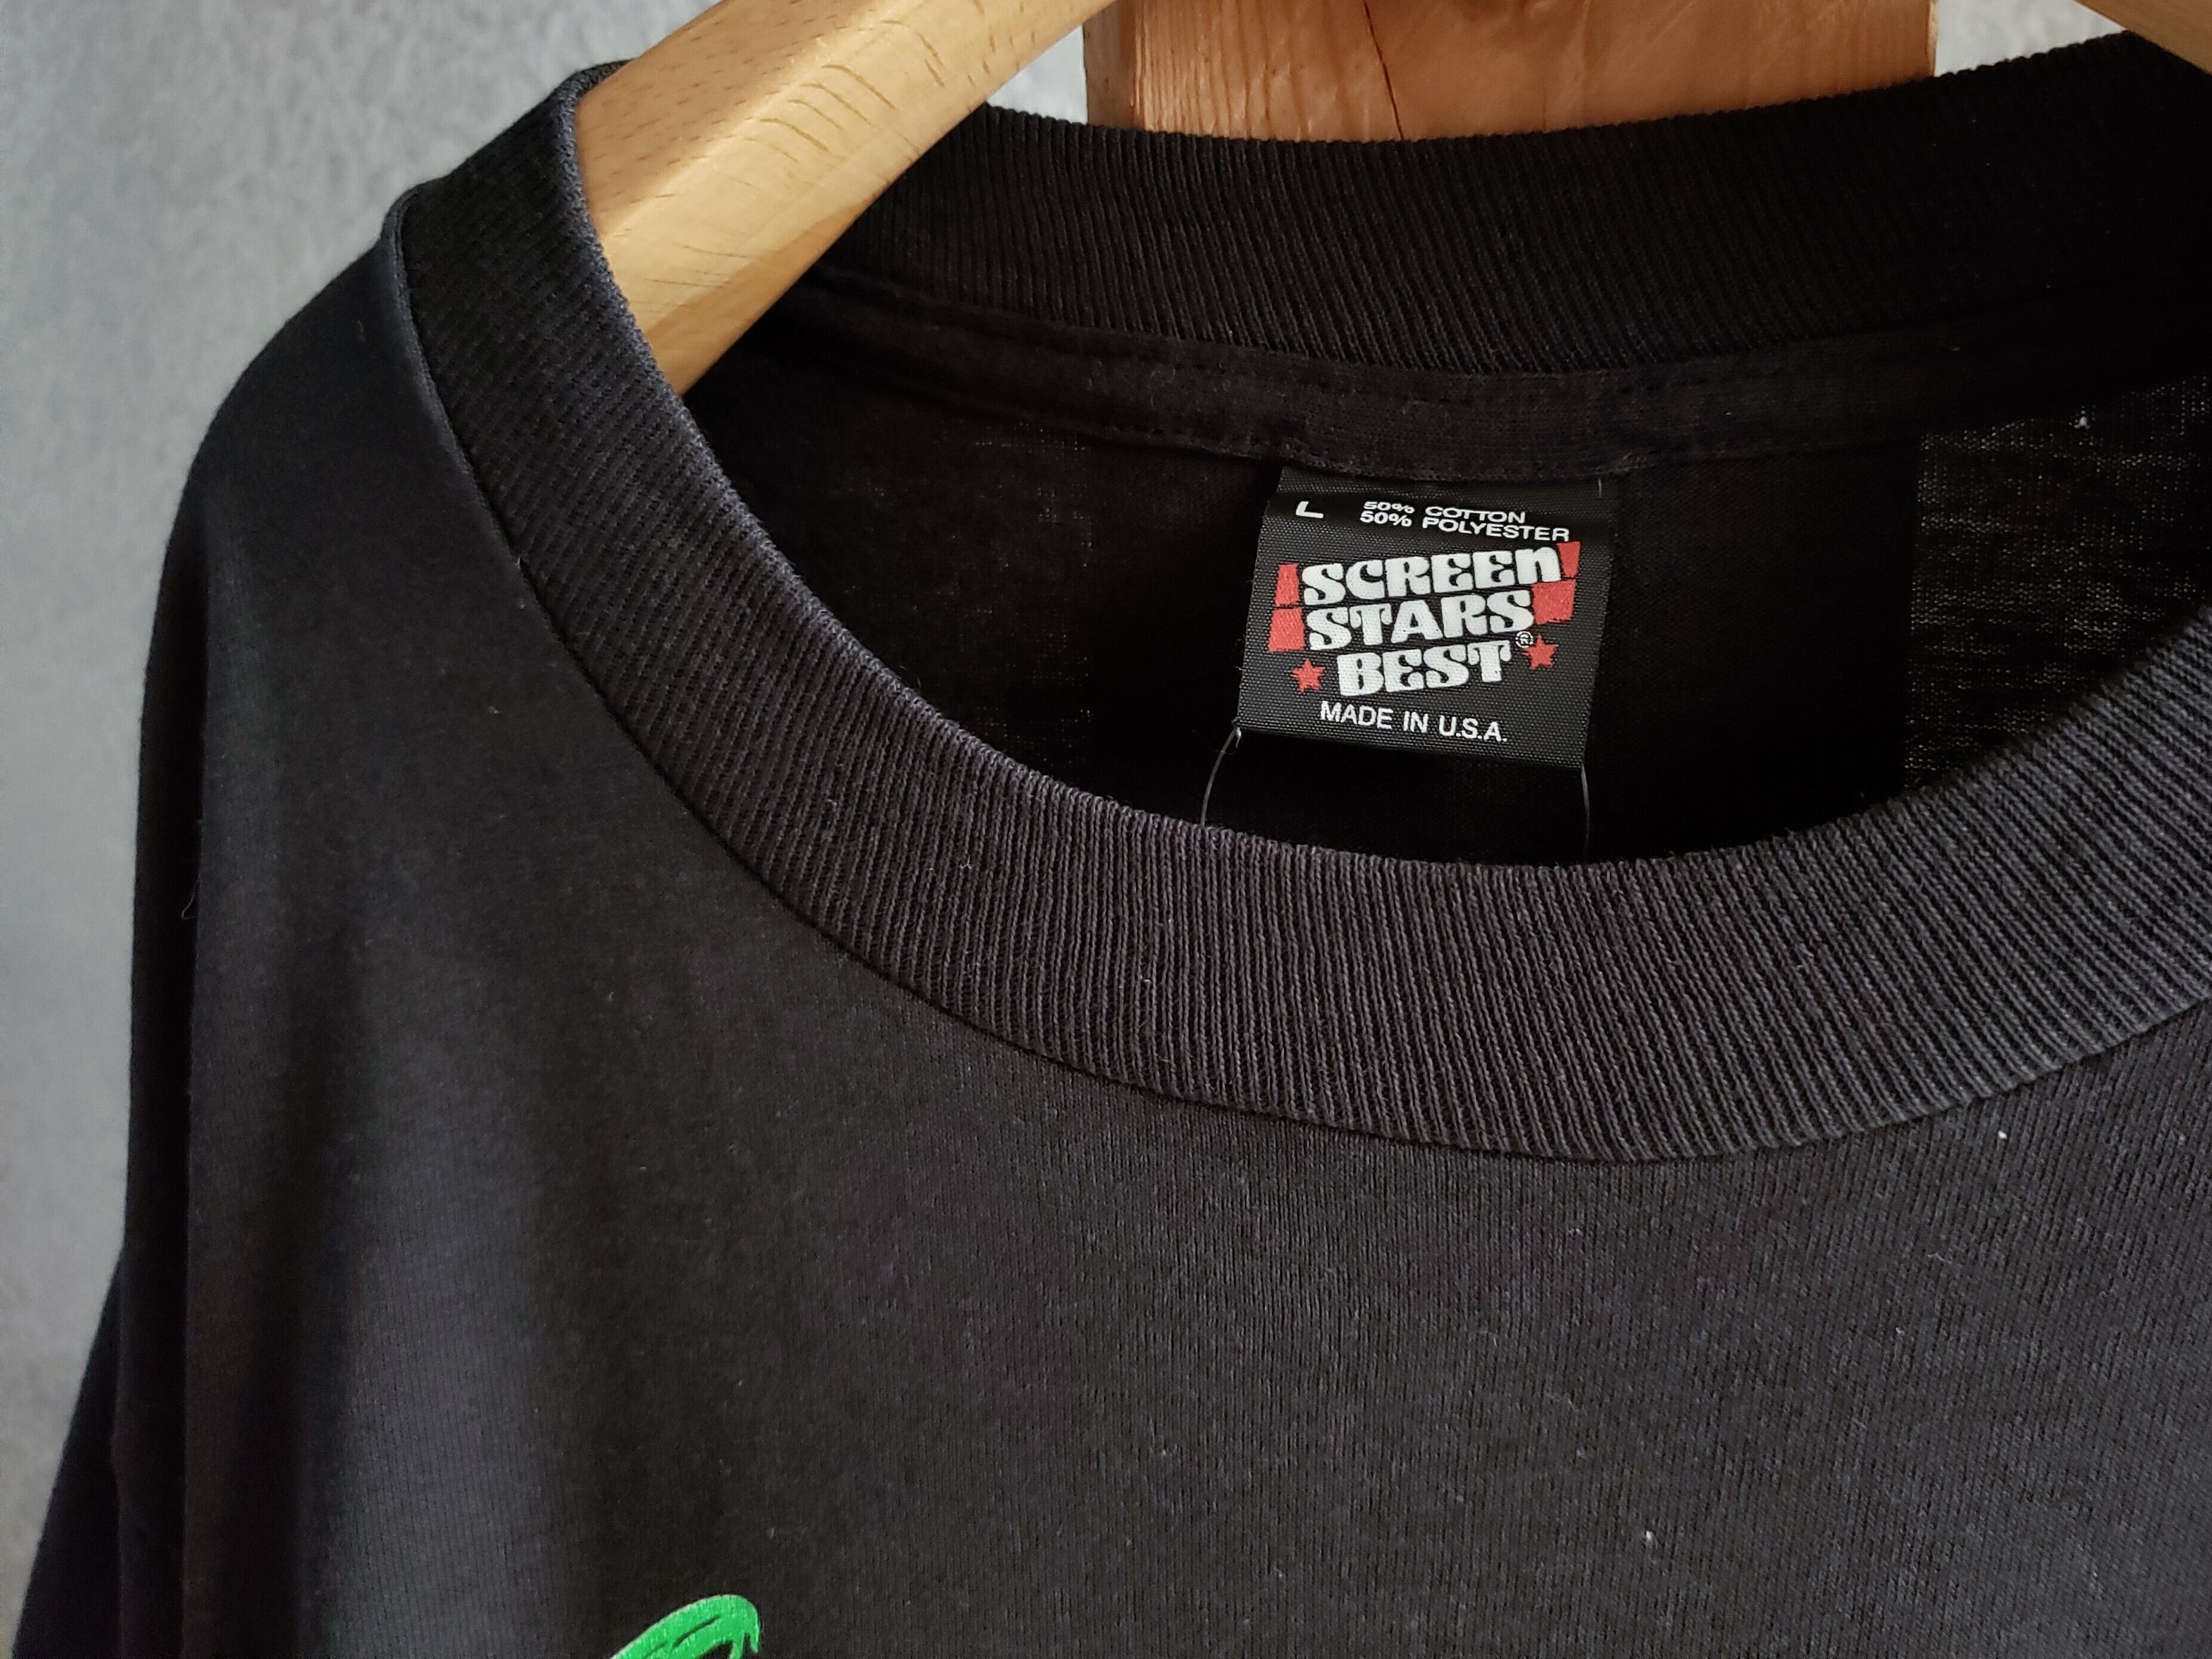 L 50% COTTON
50% POLYESTER
SCREEN
STARS
BEST®
MADE IN U.S.A.